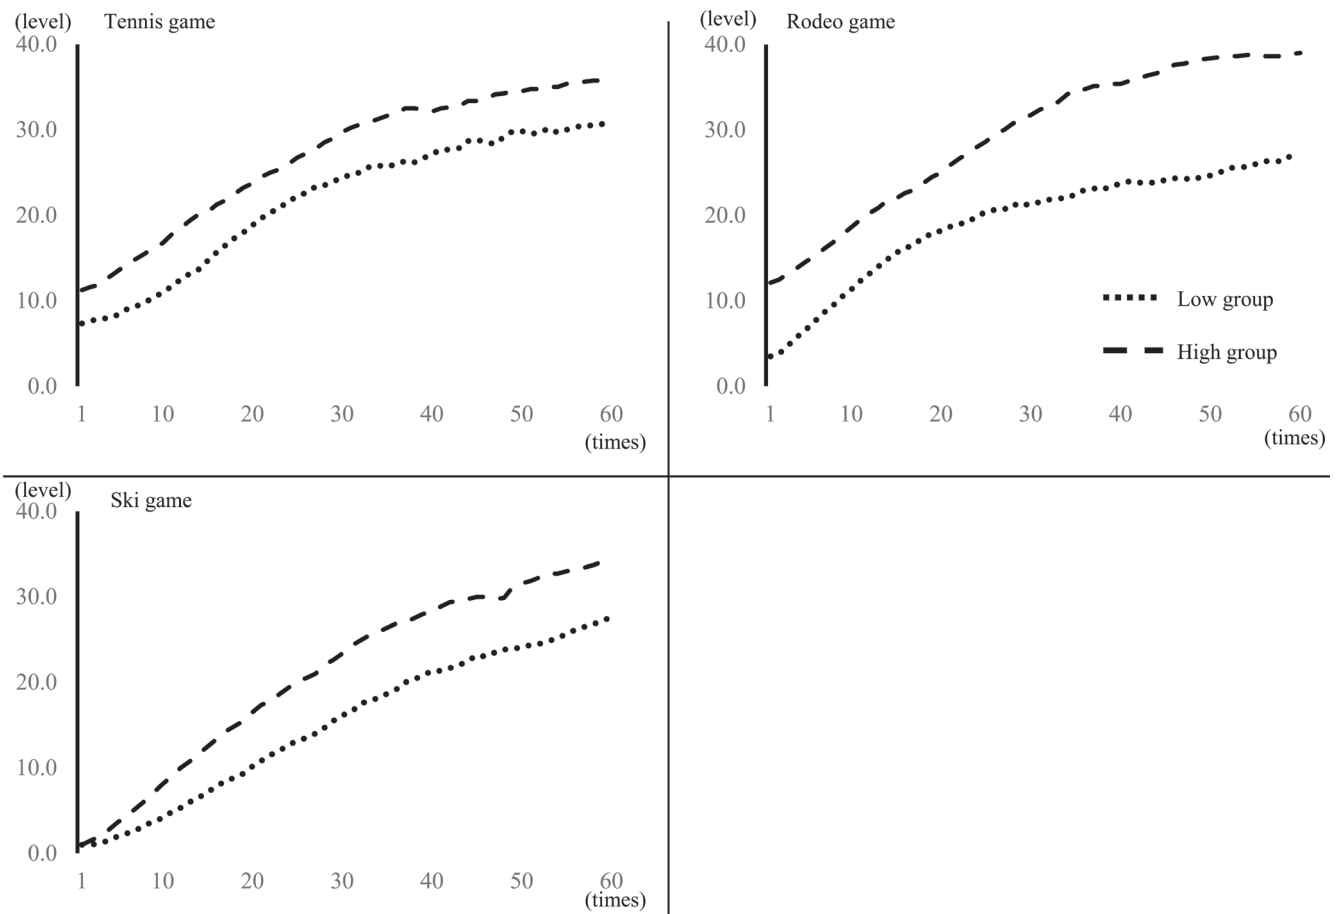 (level) Tennis game
40.0
30.0
20.0
10.0
0.0
1 10 20 30 40 50 60
(times)
(level) Rodeo game
40.0
30.0
20.0
10.0
0.0
Low group
High group
1 10 20 30 40 50 60
(times)
(level) Ski game
40.0
30.0
20.0
10.0
0.0
1 10 20 30 40 50 60
(times)